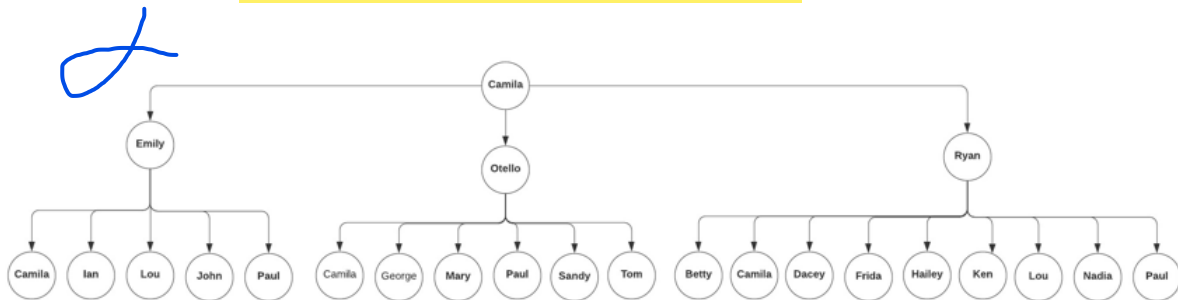 Camila
Emily
Otello
Ryan
Camila Ian Lou John Paul Camila George Mary Paul Sandy Tom Betty Camila Dacey Frida Hailey Ken Lou Nadia Paul